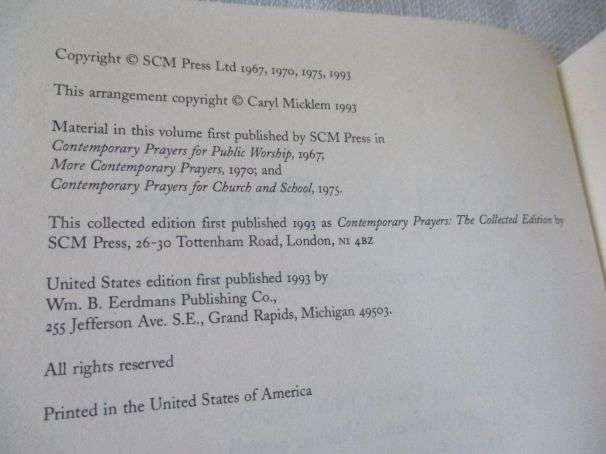 Copyright © SCM Press Ltd 1967, 1970, 1975, 1993
This arrangement copyright © Caryl Micklem 1993
Material in this volume first published by SCM Press in
Contemporary Prayers for Public Worship, 1967;
More Contemporary Prayers, 1970; and
Contemporary Prayers for Church and School, 1975.
This collected edition first published 1993 as Contemporary Prayers: The Collected Edition by
SCM Press, 26-30 Tottenham Road, London, N1 4BZ
United States edition first published 1993 by
Wm. B. Eerdmans Publishing Co.,
255 Jefferson Ave. S.E., Grand Rapids, Michigan 49503.
All rights reserved
Printed in the United States of America